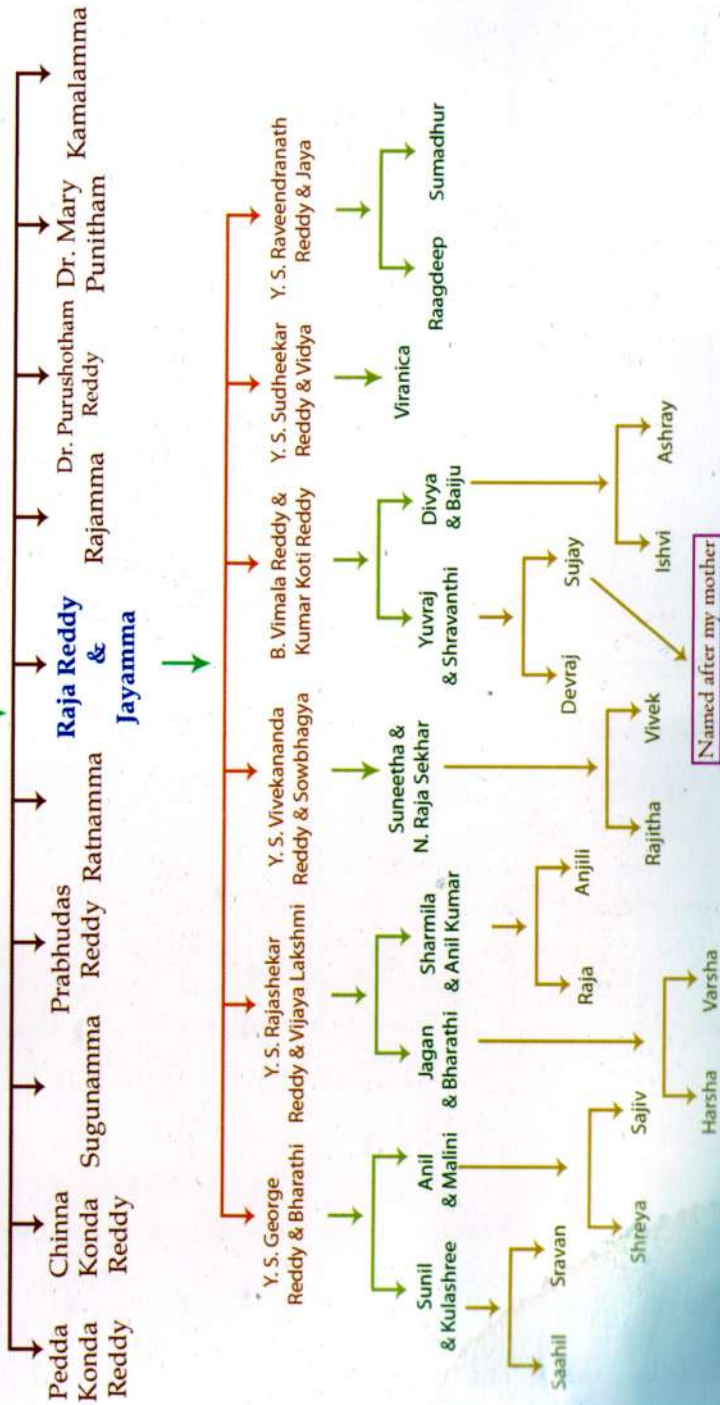 Pedda
Konda
Reddy
Chinna
Konda
Reddy
Sugunamma
Prabhudas
Reddy
Ratnamma
Raja Reddy
&
Jayamma
Rajamma
Dr. Purushotham
Reddy
Dr. Mary
Punitham
Kamalamma
Y. S. George
Reddy & Bharathi
Y. S. Rajashekar
Reddy & Vijaya Lakshmi
Y. S. Vivekananda
Reddy & Sowbhagya
B. Vimala Reddy &
Kumar Koti Reddy
Y. S. Sudheekar
Reddy & Vidya
Y. S. Raveendranath
Reddy & Jaya
Sunil
& Kulashree
Anil
& Malini
Jagan
& Bharathi
Sharmila
& Anil Kumar
Suneetha &
N. Raja Sekhar
Yuvraj
& Shravanthi
Divya
& Baiju
Viranica
Raagdeep
Sumadhur
Saahil
Sravan
Shreya
Sajiv
Harsha
Varsha
Raja
Anjili
Rajitha
Vivek
Devraj
Sujay
Ishvi
Ashray
Named after my mother